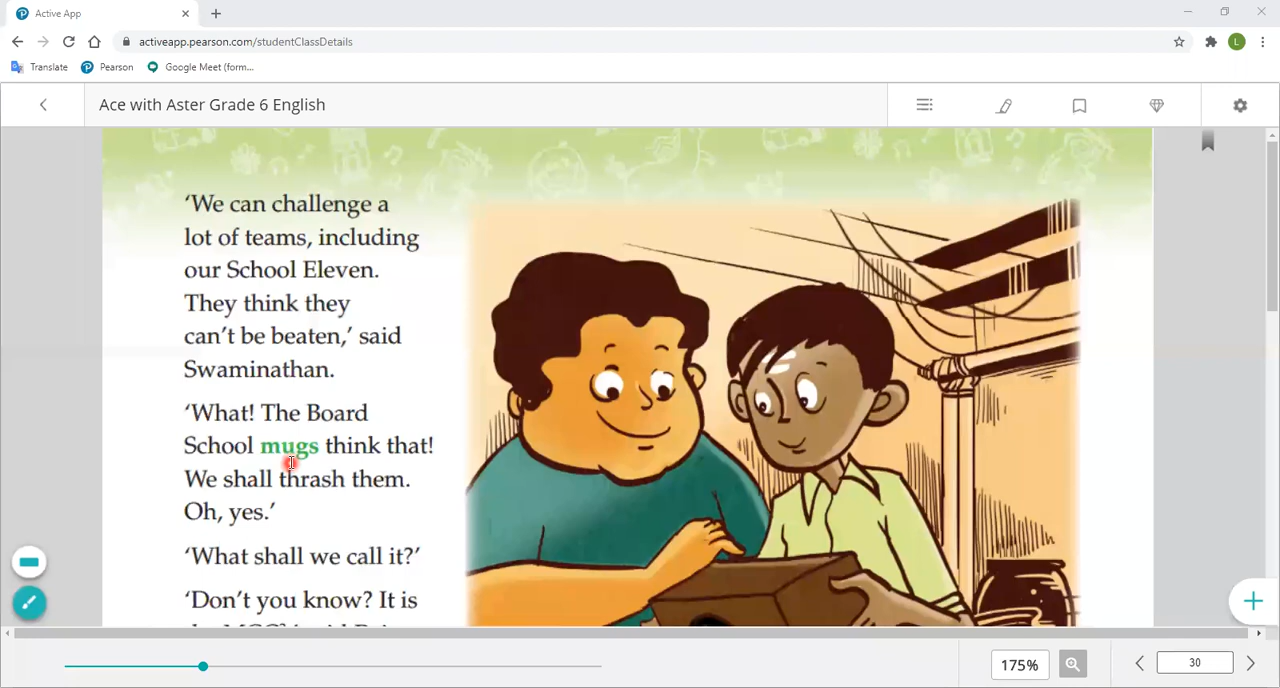 Active App
activeapp.pearson.com/studentClassDetails
L
Translate
Pearson
Google Meet (form...
Ace with Aster Grade 6 English
‘We can challenge a
lot of teams, including
our School Eleven.
They think they
can’t be beaten,’ said
Swaminathan.
‘What! The Board
School mugs think that!
We shall thrash them.
Oh, yes.’
‘What shall we call it?’
‘Don’t you know? It is
175%
30